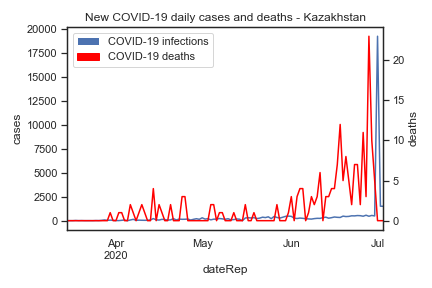 New COVID-19 daily cases and deaths - Kazakhstan
COVID-19 infections
COVID-19 deaths
20000
17500
15000
12500
10000
7500
5000
2500
0
cases
20
15
10
5
0
deaths
Apr
2020
May
Jun
Jul
dateRep